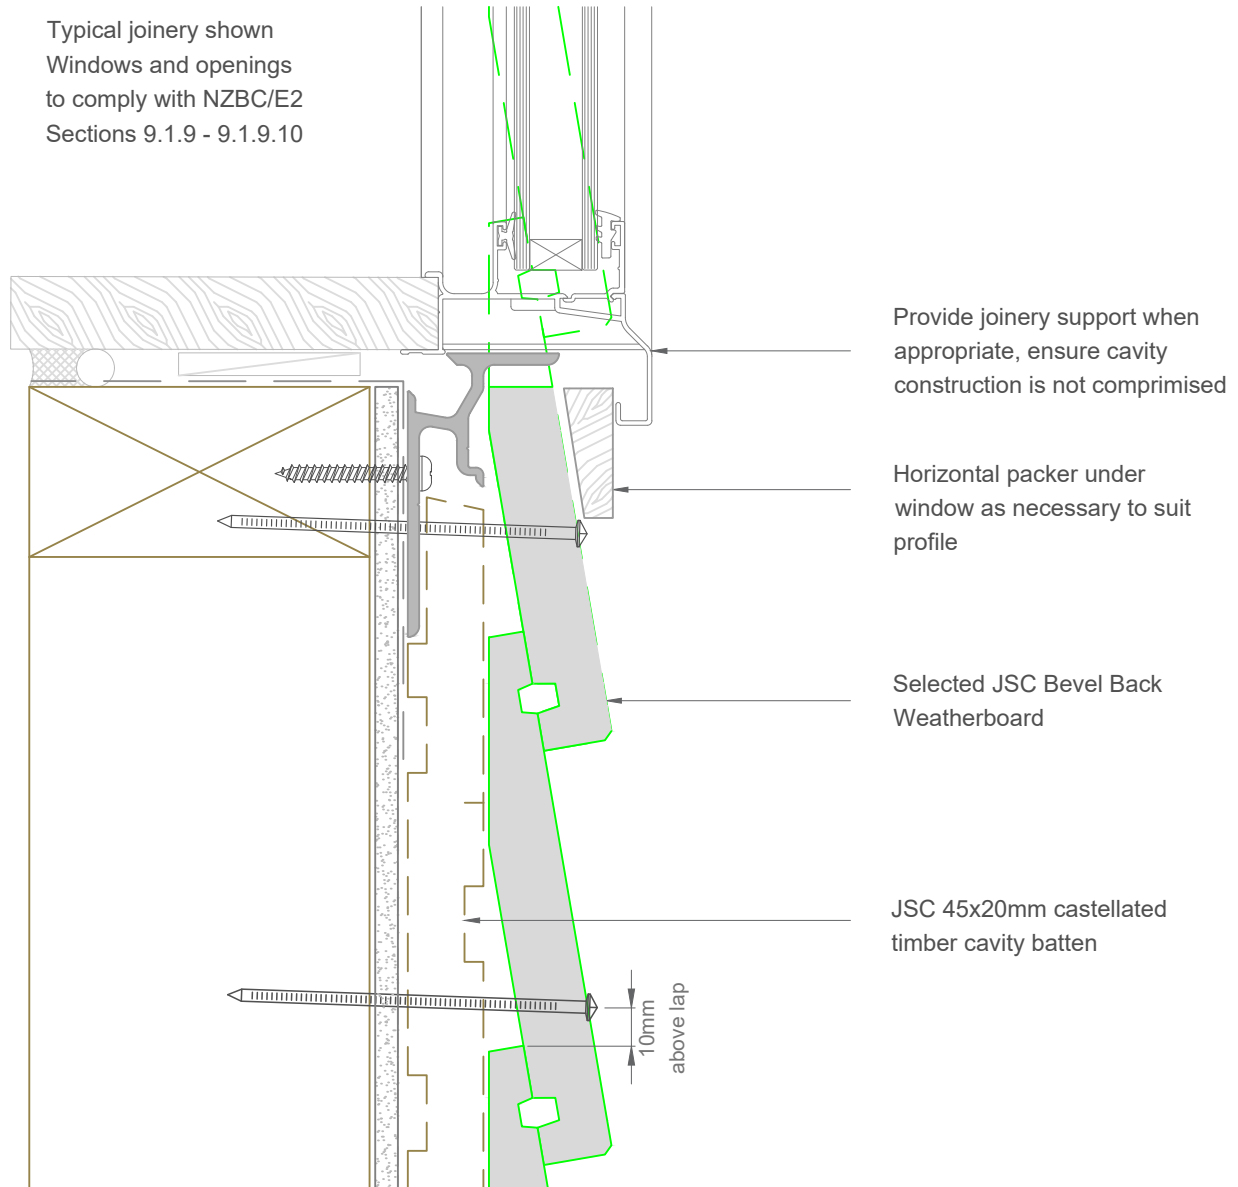 Typical joinery shown
Windows and openings
to comply with NZBC/E2
Sections 9.1.9 - 9.1.9.10
Provide joinery support when
appropriate, ensure cavity
construction is not comprimised
Horizontal packer under
window as necessary to suit
profile
Selected JSC Bevel Back
Weatherboard
JSC 45x20mm castellated
timber cavity batten
10mm
above lap